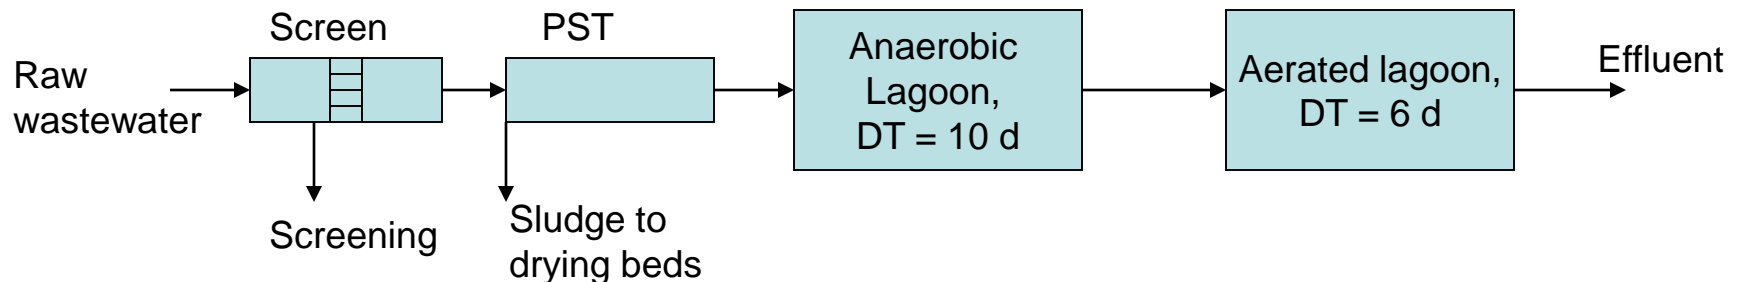 Raw
wastewater
Screen
Screening
PST
Sludge to
drying beds
Anaerobic
Lagoon,
DT = 10 d
Aerated lagoon,
DT = 6 d
Effluent